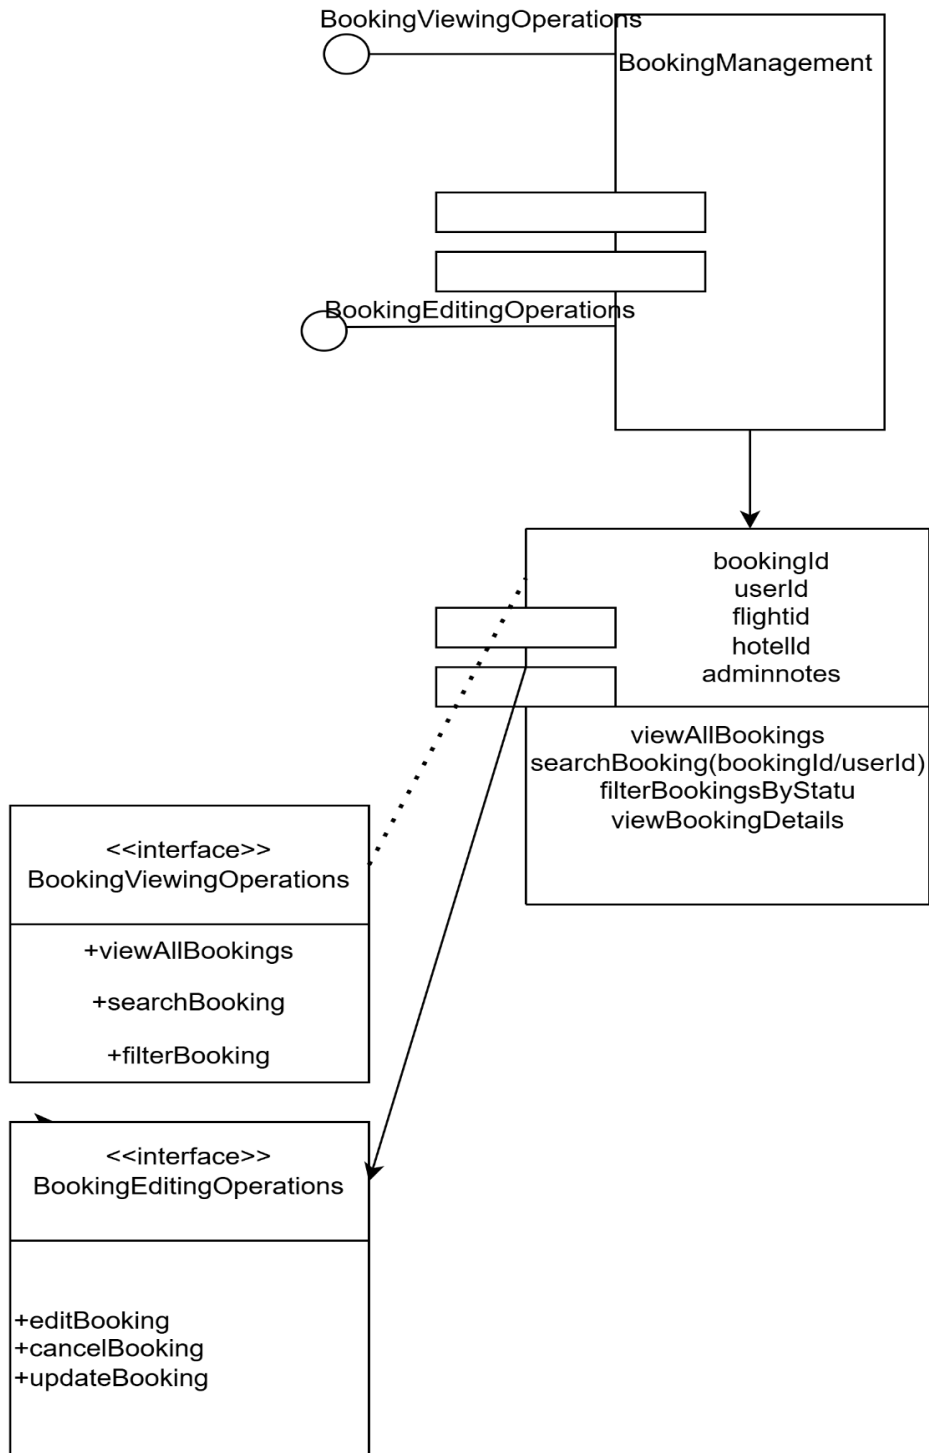 BookingViewingOperations
BookingManagement
BookingEditingOperations
bookingId
userId
flightid
hotelId
adminnotes
viewAllBookings
searchBooking(bookingId/userId)
filterBookingsByStatu
viewBookingDetails
<<interface>>
BookingViewingOperations
+viewAllBookings
+searchBooking
+filterBooking
<<interface>>
BookingEditingOperations
+editBooking
+cancelBooking
+updateBooking